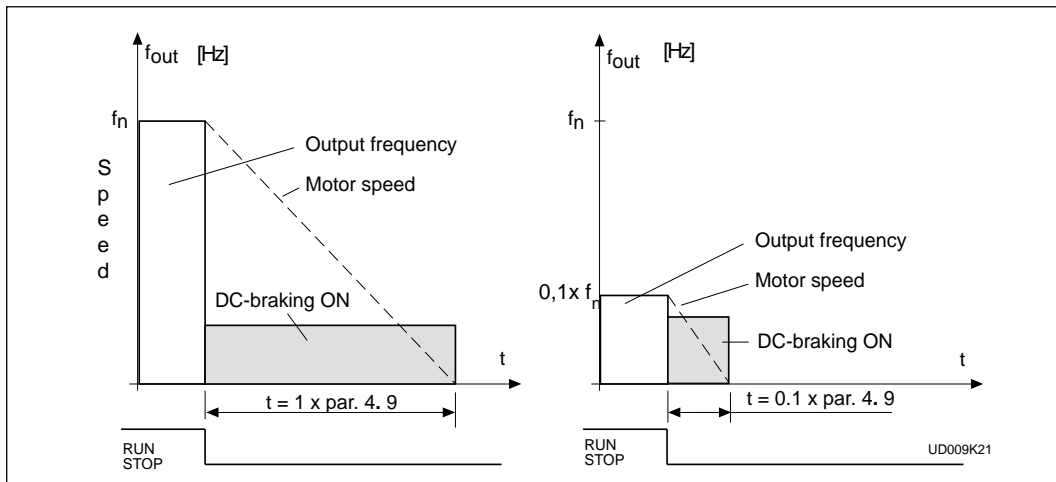 fout [Hz]
fn
Speed
Output frequency
Motor speed
DC-braking ON
t
t = 1 x par. 4. 9
RUN
STOP
fout [Hz]
fn
Output frequency
Motor speed
0,1x fn
DC-braking ON
t
t = 0.1 x par. 4. 9
RUN
STOP
UD009K21